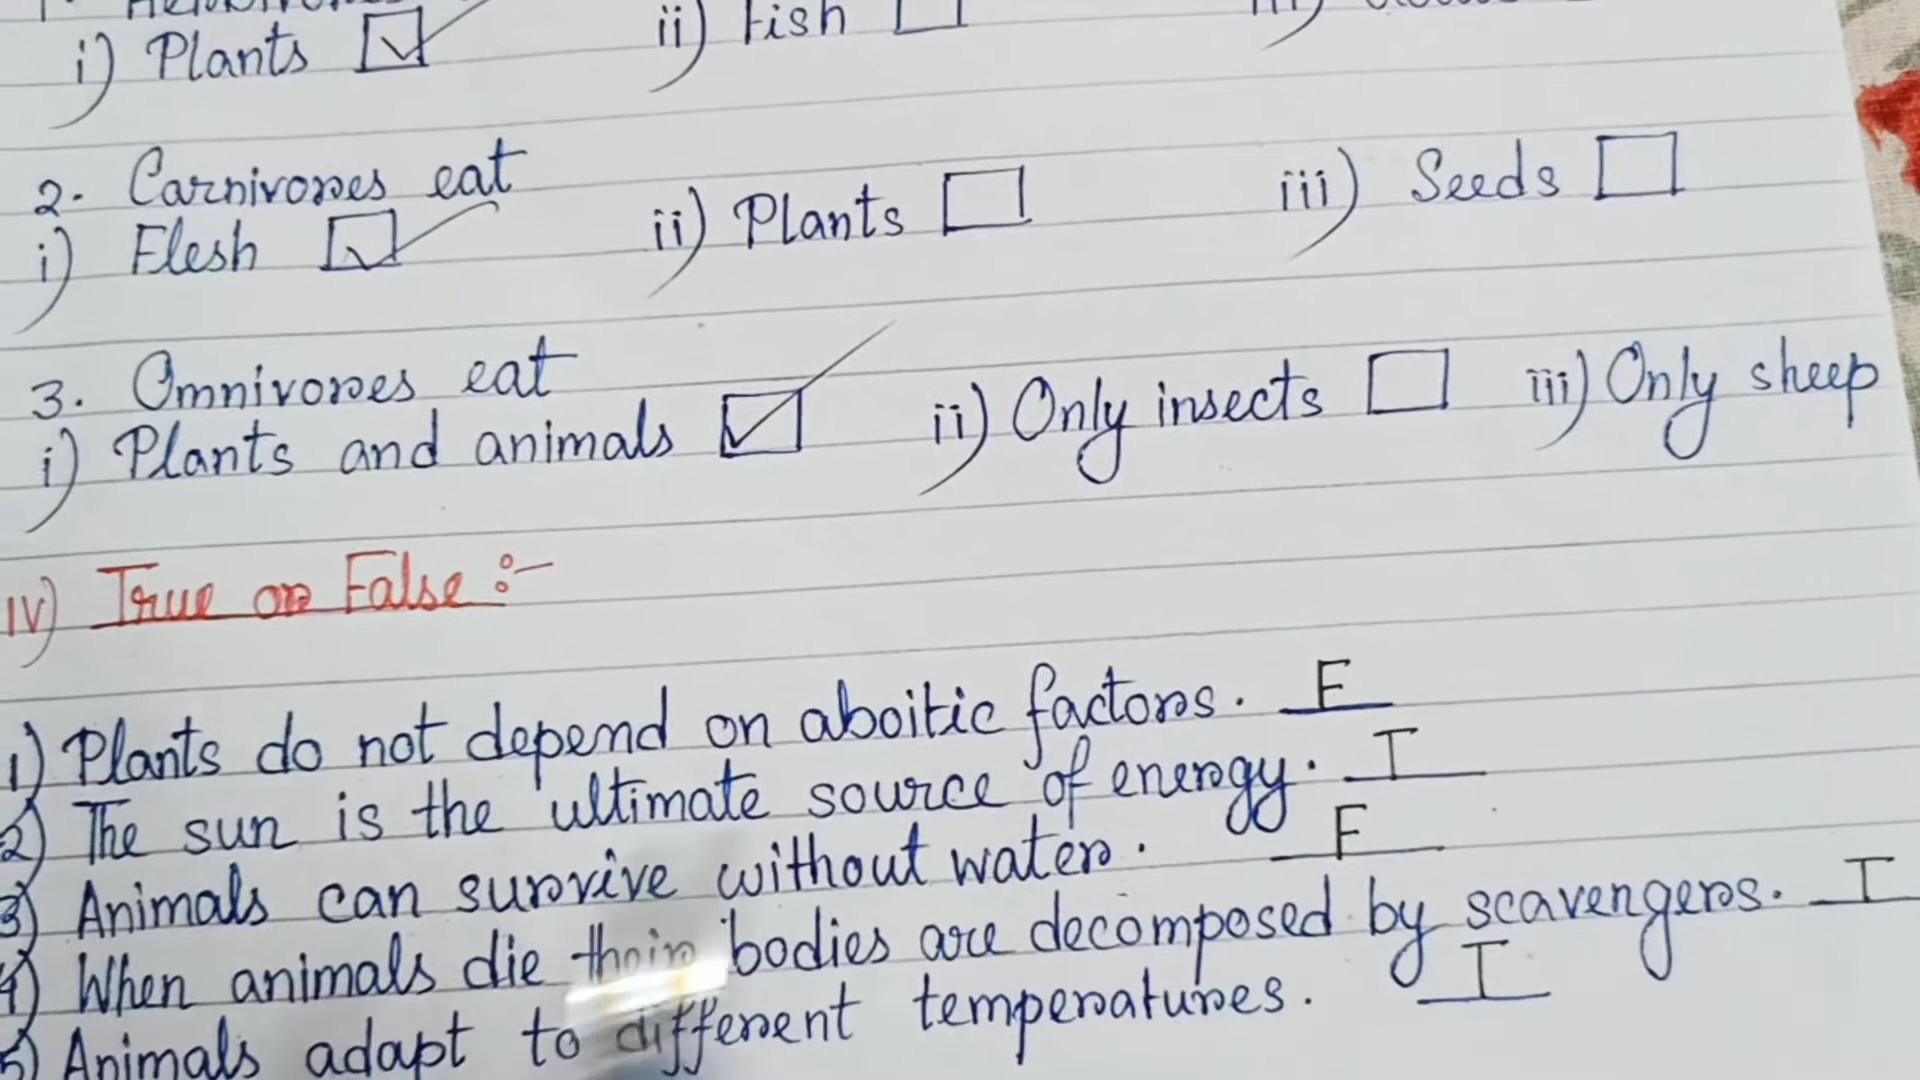 i) Plants ii) Fish
2. Carnivores eat
i) Flesh ii) Plants iii) Seeds
3. Omnivores eat
i) Plants and animals ii) Only insects iii) Only sheep
IV) True or False :-
1) Plants do not depend on aboitic factors. F
2) The sun is the ultimate source of energy. T
3) Animals can survive without water. F
4) When animals die their bodies are decomposed by scavengers. T
5) Animals adapt to different temperatures. T